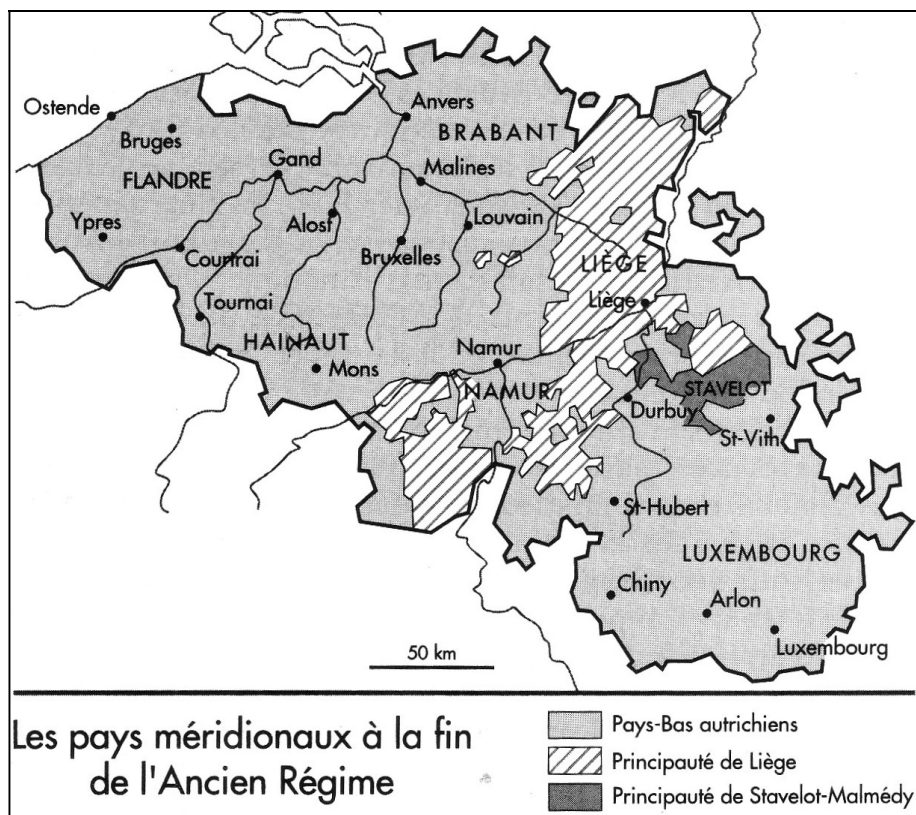 Ostende
Bruges
FLANDRE
Ypres
Courtrai
Tournai
Gand
Alost
Anvers
BRABANT
Malines
Louvain
Bruxelles
LIÈGE
Liège
HAINAUT
Mons
Namur
NAMUR
STAVELOT
Durbuy
St-Vith
St-Hubert
LUXEMBOURG
Chiny
Arlon
Luxembourg
50 km
Les pays méridionaux à la fin
de l'Ancien Régime
Pays-Bas autrichiens
Principauté de Liège
Principauté de Stavelot-Malmédy